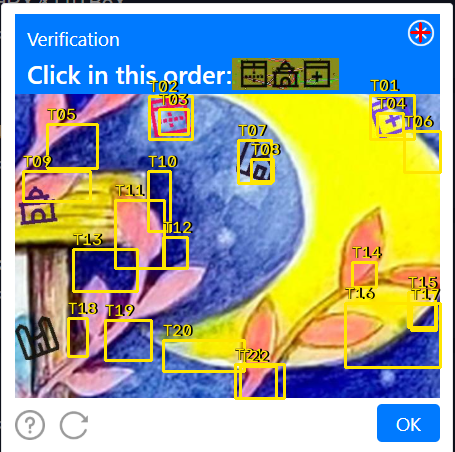 Verification
Click in this order:
T02 T01
T03 T04
T05 T06
T07
T08
T09 T10
T11
T12
T13 T14
T15
T16 T17
T18 T19
T20
T22
OK